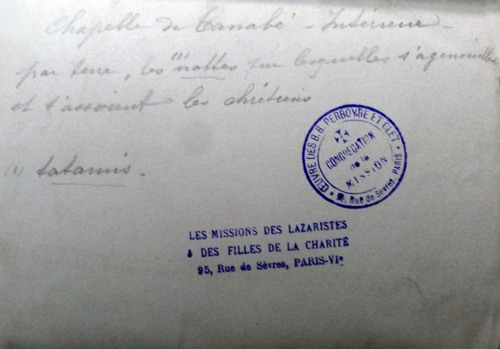 Chapelle de Tanabé - Intérieur -
par terre, les (1) nattes sur lesquelles s'agenouillent
et s'assoient les chrétiens
(1) tatamis.
ŒUVRE DES B.B. PERBOYRE ET CLET
CONGRÉGATION
de la
MISSION
95, Rue de Sèvres, PARIS
LES MISSIONS DES LAZARISTES
& DES FILLES DE LA CHARITÉ
95, Rue de Sèvres, PARIS-VIe